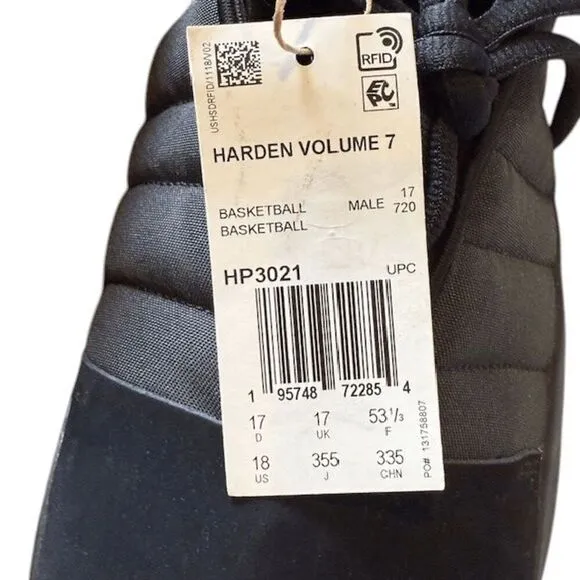 USHSDRFID/1118/V02
RFID
EPC
HARDEN VOLUME 7
BASKETBALL MALE 17
BASKETBALL 720
HP3021 UPC
1 95748 72285 4
17 17 53 1/3
D UK F
18 355 335
US J CHN
PO# 131758807